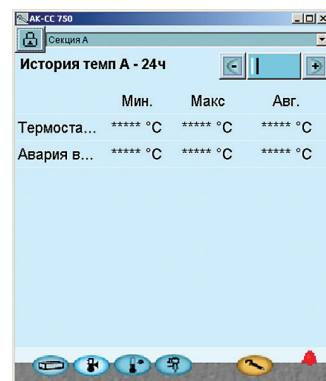 AK-CC 750
Секция А
История темп А - 24ч
Мин. Макс Авг.
Термоста... ***** °C ***** °C ***** °C
Авария в... ***** °C ***** °C ***** °C